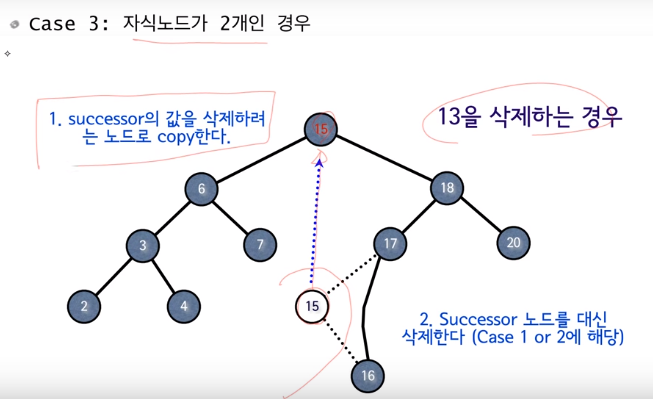 Case 3: 자식노드가 2개인 경우
1. successor의 값을 삭제하려
는 노드로 copy한다.
13을 삭제하는 경우
15
6
18
3
7
17
20
2
4
15
16
2. Successor 노드를 대신
삭제한다 (Case 1 or 2에 해당)